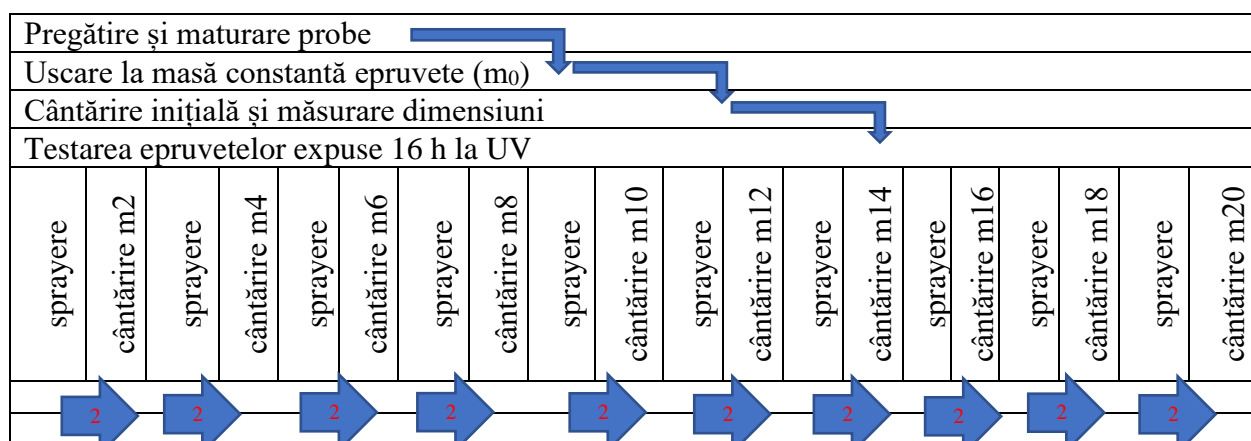 Pregătire și maturare probe
Uscare la masă constantă epruvete (m₀)
Cântărire inițială și măsurare dimensiuni
Testarea epruvetelor expuse 16 h la UV
sprayere
cântărire m2
sprayere
cântărire m4
sprayere
cântărire m6
sprayere
cântărire m8
sprayere
cântărire m10
sprayere
cântărire m12
sprayere
cântărire m14
sprayere
cântărire m16
sprayere
cântărire m18
sprayere
cântărire m20
2 2 2 2 2 2 2 2 2 2